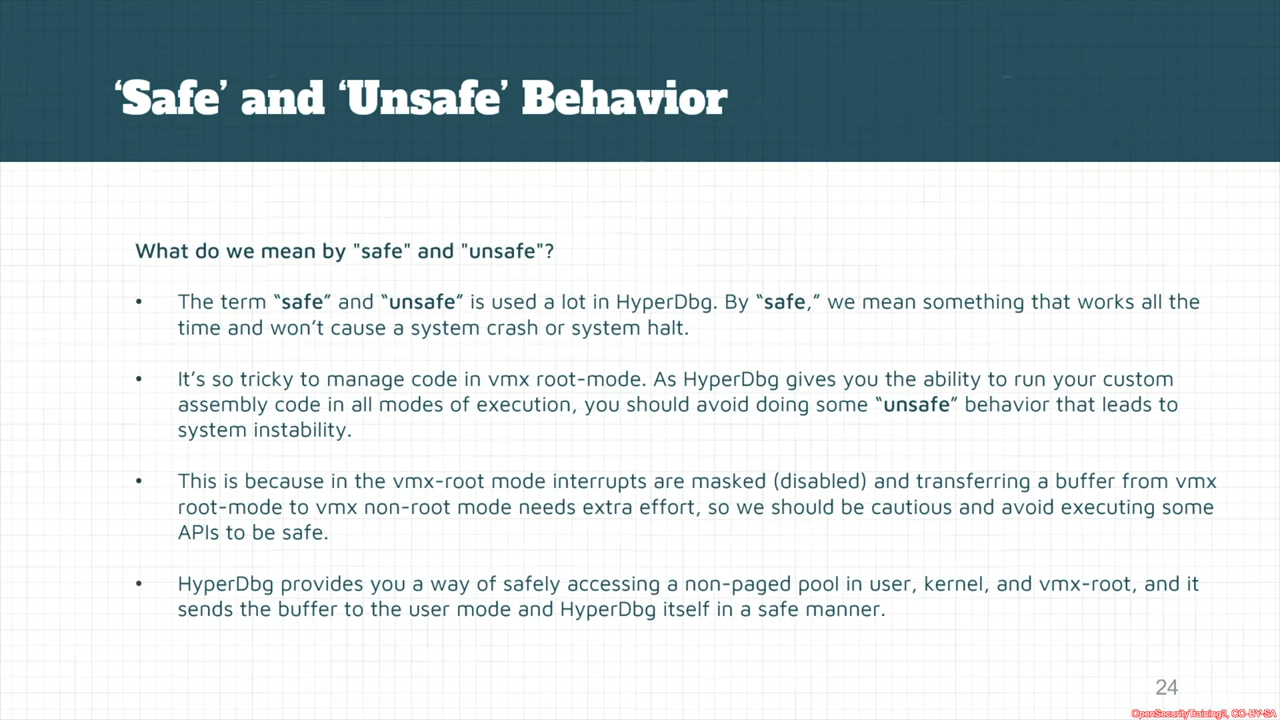 ‘Safe’ and ‘Unsafe’ Behavior
What do we mean by "safe" and "unsafe"?
• The term “safe” and “unsafe” is used a lot in HyperDbg. By “safe,” we mean something that works all the
time and won’t cause a system crash or system halt.
• It’s so tricky to manage code in vmx root-mode. As HyperDbg gives you the ability to run your custom
assembly code in all modes of execution, you should avoid doing some “unsafe” behavior that leads to
system instability.
• This is because in the vmx-root mode interrupts are masked (disabled) and transferring a buffer from vmx
root-mode to vmx non-root mode needs extra effort, so we should be cautious and avoid executing some
APIs to be safe.
• HyperDbg provides you a way of safely accessing a non-paged pool in user, kernel, and vmx-root, and it
sends the buffer to the user mode and HyperDbg itself in a safe manner.
24
OpenSecurityTraining2, CC-BY-SA